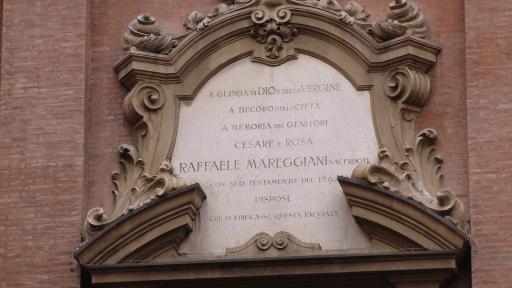 A GLORIA DI DIO E DELLA VERGINE
A DECORO DELLA CITTÀ
A MEMORIA DEI GENITORI
CESARE E ROSA
RAFFAELE MAREGGIANI SACERDOTE
CON SUO TESTAMENTO DEL
DISPOSE
CHE SI EDIFICASSE QUESTA FACCIATA